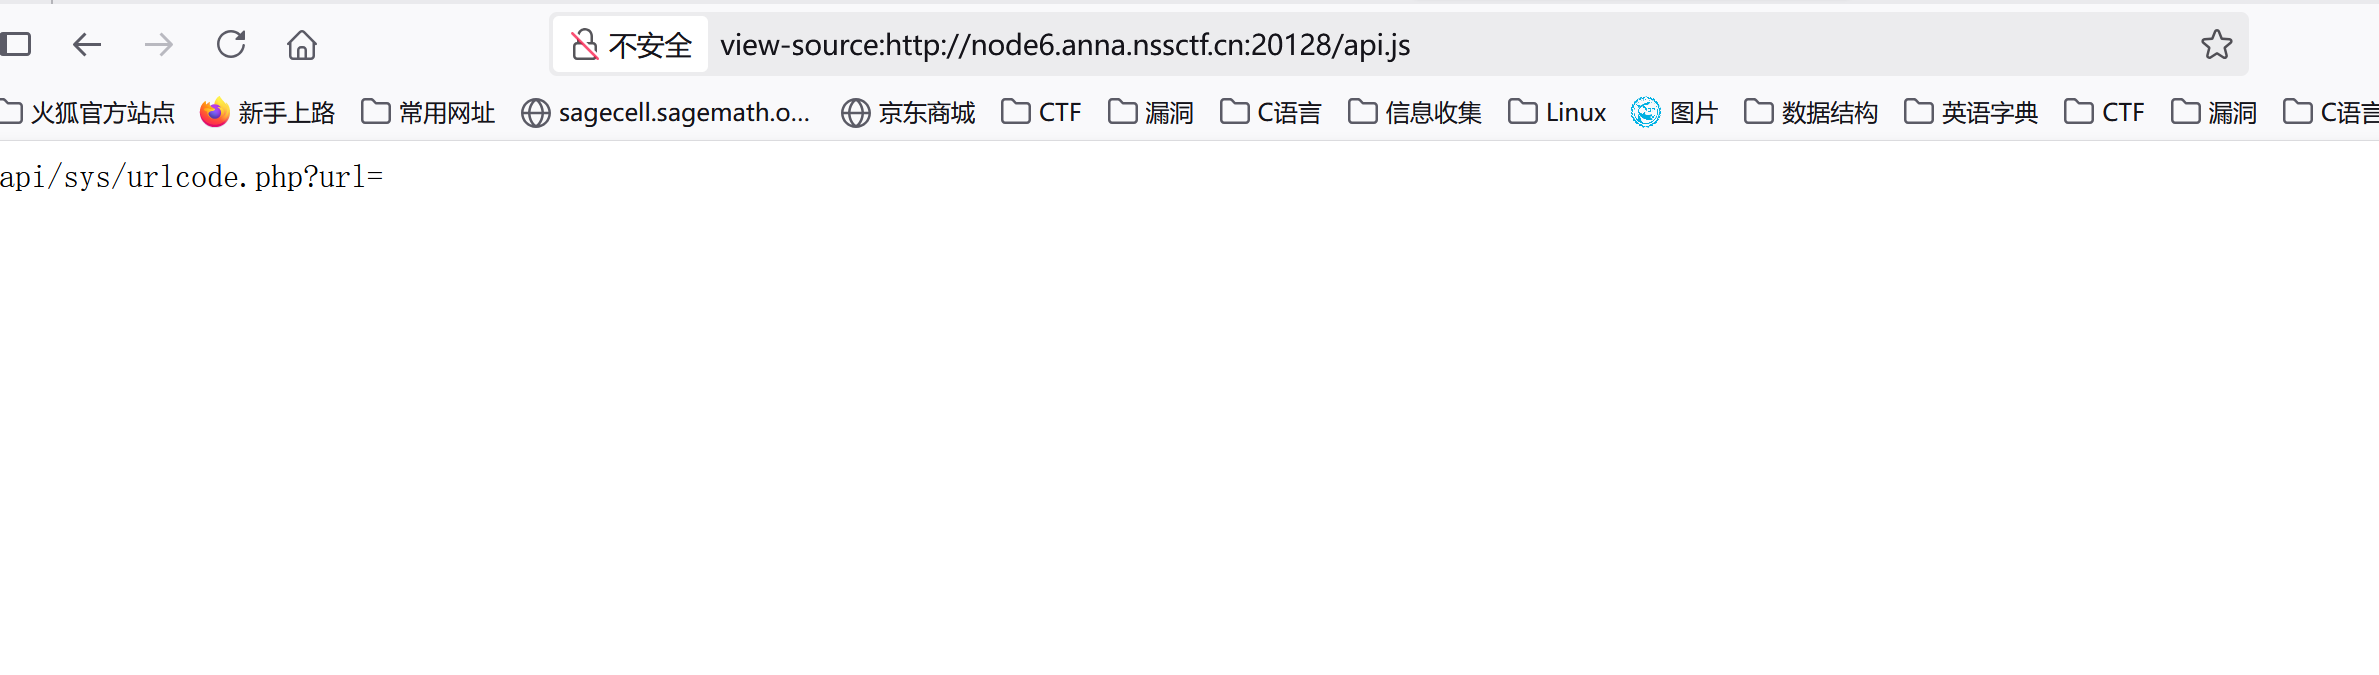 不安全 view-source:http://node6.anna.nssctf.cn:20128/api.js
火狐官方站点 新手上路 常用网址 sagecell.sagemath.o... 京东商城 CTF 漏洞 C语言 信息收集 Linux 图片 数据结构 英语字典 CTF 漏洞 C语言
api/sys/urlcode.php?url=